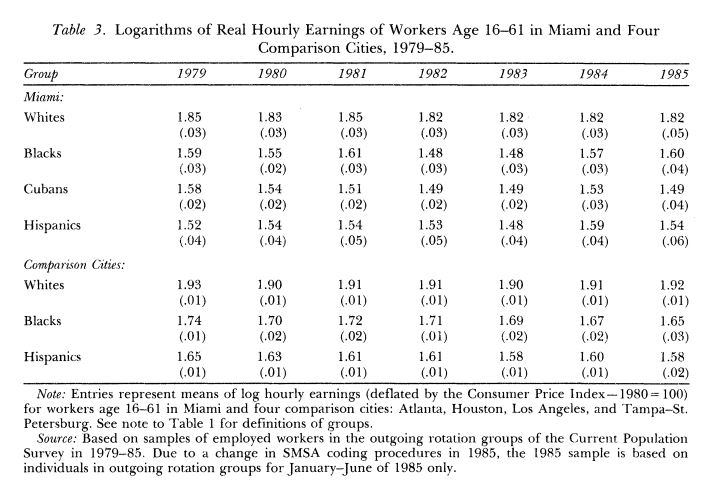 Table 3. Logarithms of Real Hourly Earnings of Workers Age 16–61 in Miami and Four
Comparison Cities, 1979–85.
Group 1979 1980 1981 1982 1983 1984 1985
Miami:
Whites 1.85 1.83 1.85 1.82 1.82 1.82 1.82
(.03) (.03) (.03) (.03) (.03) (.03) (.05)
Blacks 1.59 1.55 1.61 1.48 1.48 1.57 1.60
(.03) (.02) (.03) (.03) (.03) (.03) (.04)
Cubans 1.58 1.54 1.51 1.49 1.49 1.53 1.49
(.02) (.02) (.02) (.02) (.02) (.03) (.04)
Hispanics 1.52 1.54 1.54 1.53 1.48 1.59 1.54
(.04) (.04) (.05) (.05) (.04) (.04) (.06)
Comparison Cities:
Whites 1.93 1.90 1.91 1.91 1.90 1.91 1.92
(.01) (.01) (.01) (.01) (.01) (.01) (.01)
Blacks 1.74 1.70 1.72 1.71 1.69 1.67 1.65
(.01) (.02) (.02) (.01) (.02) (.02) (.03)
Hispanics 1.65 1.63 1.61 1.61 1.58 1.60 1.58
(.01) (.01) (.01) (.01) (.01) (.01) (.02)
Note: Entries represent means of log hourly earnings (deflated by the Consumer Price Index—1980=100)
for workers age 16–61 in Miami and four comparison cities: Atlanta, Houston, Los Angeles, and Tampa–St.
Petersburg. See note to Table 1 for definitions of groups.
Source: Based on samples of employed workers in the outgoing rotation groups of the Current Population
Survey in 1979–85. Due to a change in SMSA coding procedures in 1985, the 1985 sample is based on
individuals in outgoing rotation groups for January–June of 1985 only.